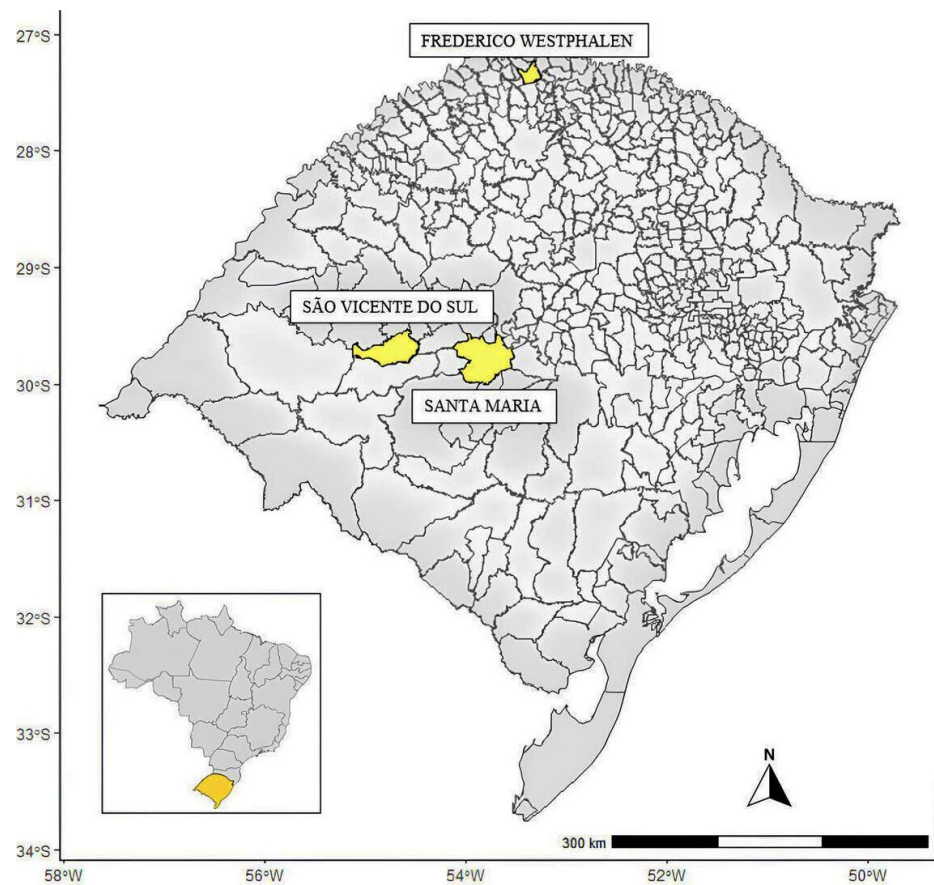 27°S
FREDERICO WESTPHALEN
28°S
29°S
SÃO VICENTE DO SUL
30°S
SANTA MARIA
31°S
32°S
33°S
N
300 km
34°S
58°W 56°W 54°W 52°W 50°W